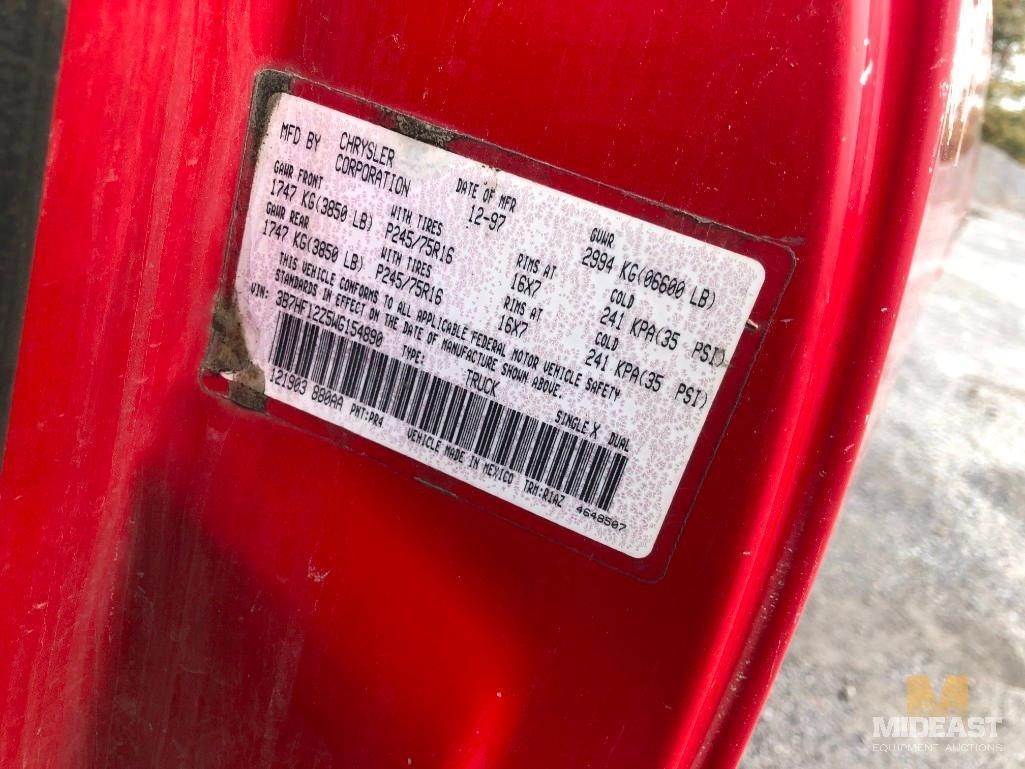 MFD BY CHRYSLER CORPORATION DATE OF MFR 12-97 GVWR 2994 KG(06600 LB)
GAWR FRONT WITH TIRES RIMS AT COLD
1747 KG(3850 LB) P245/75R16 16X7 241 KPA(35 PSI)
GAWR REAR WITH TIRES RIMS AT COLD
1747 KG(3850 LB) P245/75R16 16X7 241 KPA(35 PSI)
THIS VEHICLE CONFORMS TO ALL APPLICABLE FEDERAL MOTOR VEHICLE SAFETY
STANDARDS IN EFFECT ON THE DATE OF MANUFACTURE SHOWN ABOVE.
VIN: 3B7HF12Z5WG154890 TYPE: TRUCK SINGLE X DUAL
121903 BB0AA PNT:PR4 VEHICLE MADE IN MEXICO TRM:R1AZ 4648507
MIDEAST
EQUIPMENT AUCTIONS